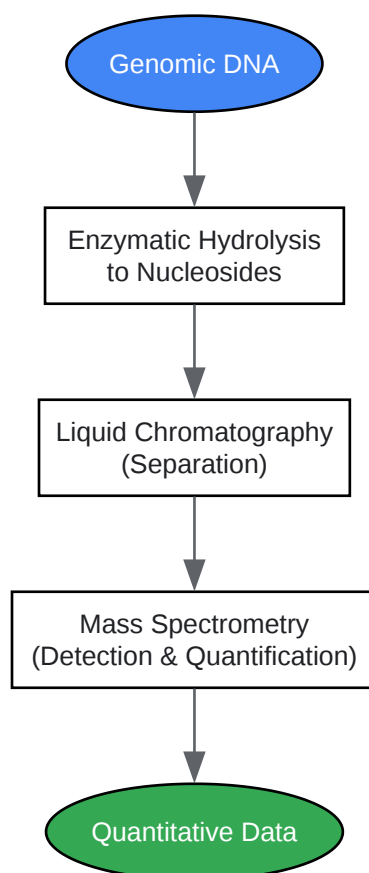 Genomic DNA
Enzymatic Hydrolysis
to Nucleosides
Liquid Chromatography
(Separation)
Mass Spectrometry
(Detection & Quantification)
Quantitative Data